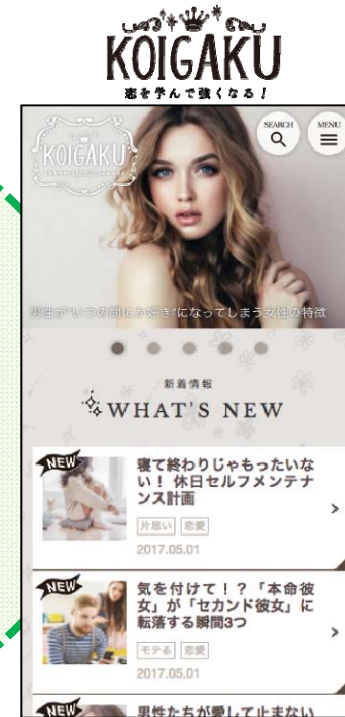 KOIGAKU
恋を学んで強くなる！
KOIGAKU
SEARCH
MENU
男性が"いつの間にか好き"になってしまう女性の特徴
新着情報
WHAT'S NEW
NEW
寝て終わりじゃもったいな
い！ 休日セルフメンテナ
ンス計画
片思い 恋愛
2017.05.01
NEW
気を付けて！？「本命彼
女」が「セカンド彼女」に
転落する瞬間3つ
モテる 恋愛
2017.05.01
NEW
男性たちが愛して止まない